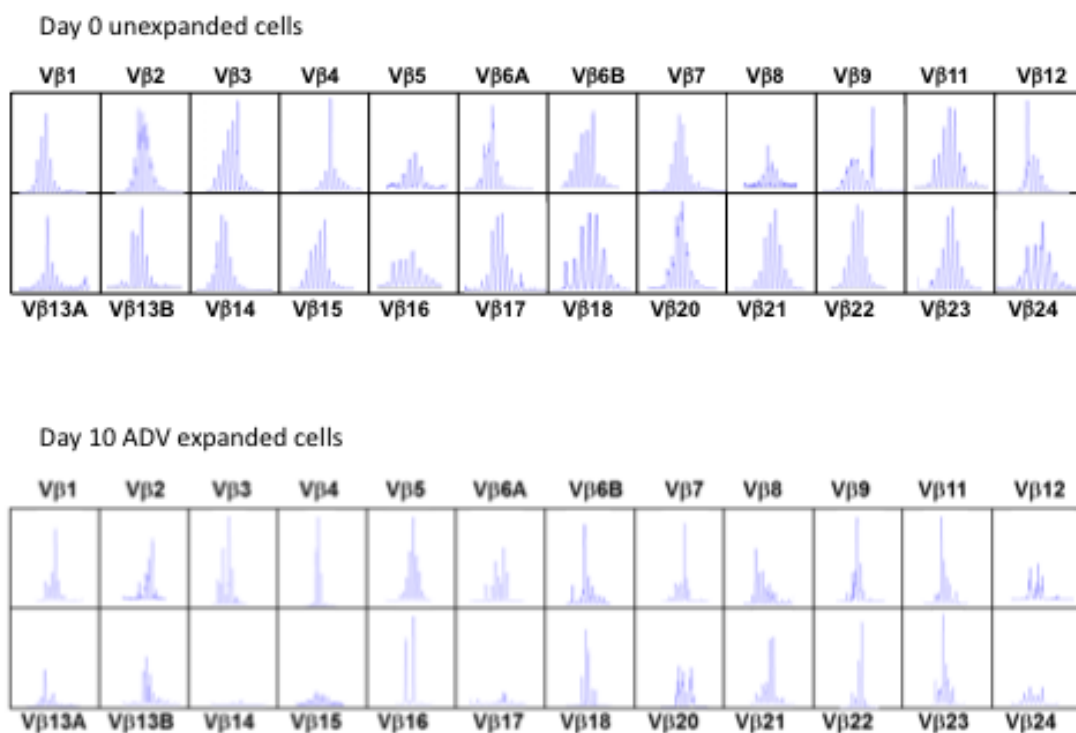 Day 0 unexpanded cells
Vβ1 Vβ2 Vβ3 Vβ4 Vβ5 Vβ6A Vβ6B Vβ7 Vβ8 Vβ9 Vβ11 Vβ12
Vβ13A Vβ13B Vβ14 Vβ15 Vβ16 Vβ17 Vβ18 Vβ20 Vβ21 Vβ22 Vβ23 Vβ24
Day 10 ADV expanded cells
Vβ1 Vβ2 Vβ3 Vβ4 Vβ5 Vβ6A Vβ6B Vβ7 Vβ8 Vβ9 Vβ11 Vβ12
Vβ13A Vβ13B Vβ14 Vβ15 Vβ16 Vβ17 Vβ18 Vβ20 Vβ21 Vβ22 Vβ23 Vβ24